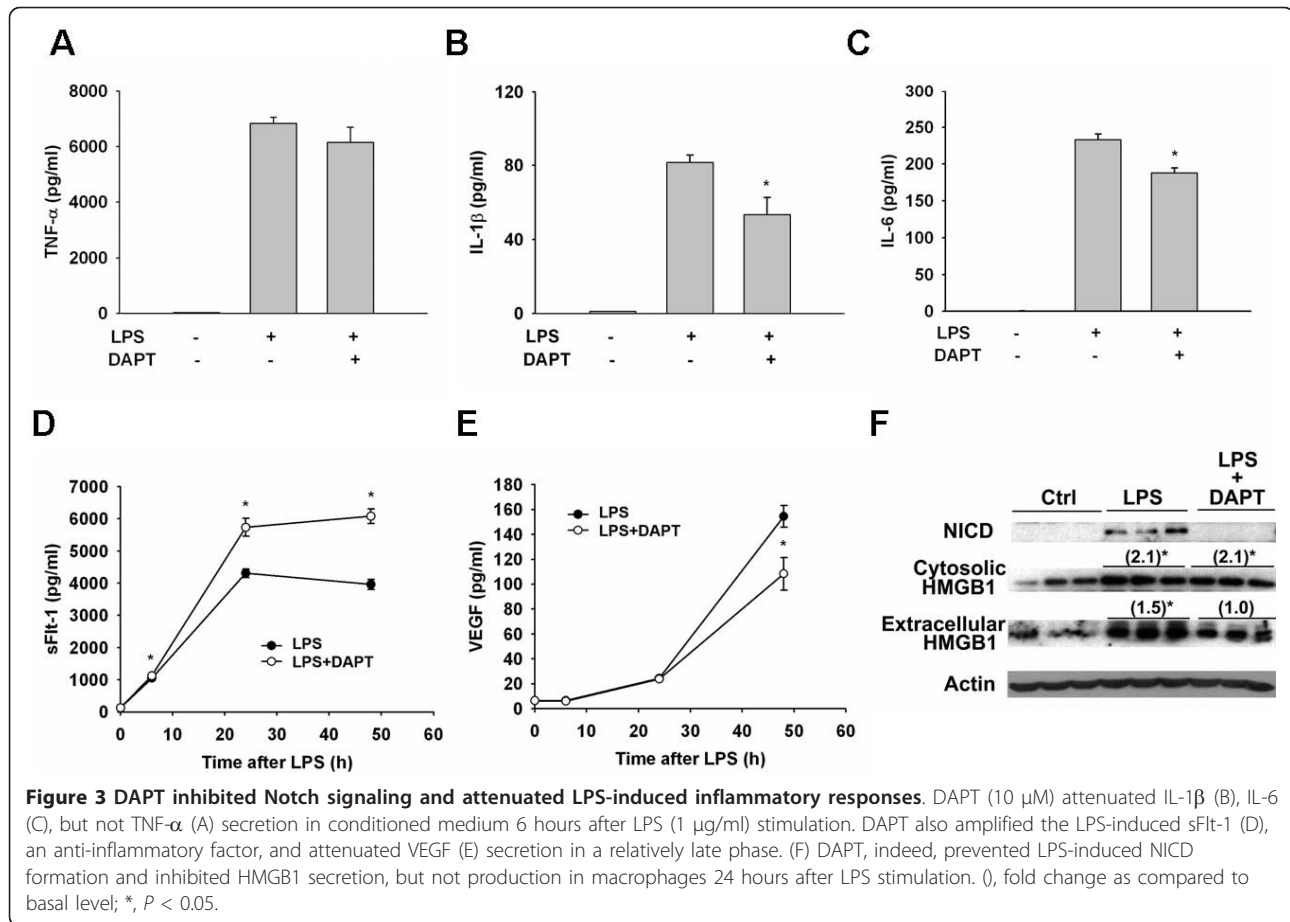 A
TNF-α (pg/ml)
8000
6000
4000
2000
0
LPS - + +
DAPT - - +
B
IL-1β (pg/ml)
120
80
40
0
*
LPS - + +
DAPT - - +
C
IL-6 (pg/ml)
300
250
200
150
100
50
0
*
LPS - + +
DAPT - - +
D
sFlt-1 (pg/ml)
7000
6000
5000
4000
3000
2000
1000
0
* * *
LPS
LPS+DAPT
0 10 20 30 40 50 60
Time after LPS (h)
E
VEGF (pg/ml)
180
160
140
120
100
80
60
40
20
0
LPS
LPS+DAPT
*
0 10 20 30 40 50 60
Time after LPS (h)
F
Ctrl LPS LPS + DAPT
NICD
(2.1)* (2.1)*
Cytosolic HMGB1
(1.5)* (1.0)
Extracellular HMGB1
Actin
Figure 3 DAPT inhibited Notch signaling and attenuated LPS-induced inflammatory responses. DAPT (10 μM) attenuated IL-1β (B), IL-6
(C), but not TNF-α (A) secretion in conditioned medium 6 hours after LPS (1 μg/ml) stimulation. DAPT also amplified the LPS-induced sFlt-1 (D),
an anti-inflammatory factor, and attenuated VEGF (E) secretion in a relatively late phase. (F) DAPT, indeed, prevented LPS-induced NICD
formation and inhibited HMGB1 secretion, but not production in macrophages 24 hours after LPS stimulation. (), fold change as compared to
basal level; *, P < 0.05.